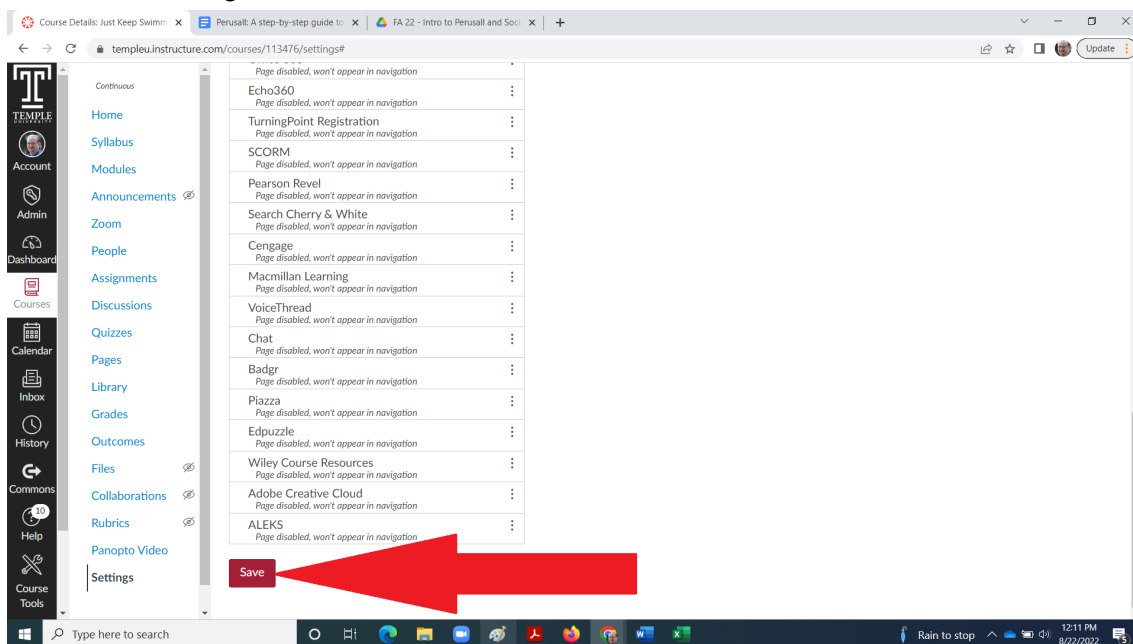 Course Details: Just Keep Swimm
Perusall: A step-by-step guide to
FA 22 - Intro to Perusall and Soci
templeu.instructure.com/courses/113476/settings#
Update
TEMPLE
UNIVERSITY
Account
Admin
Dashboard
Courses
Calendar
Inbox
History
Commons
10
Help
Course
Tools
Continuous
Home
Syllabus
Modules
Announcements
Zoom
People
Assignments
Discussions
Quizzes
Pages
Library
Grades
Outcomes
Files
Collaborations
Rubrics
Panopto Video
Settings
Page disabled, won't appear in navigation
Echo360
Page disabled, won't appear in navigation
TurningPoint Registration
Page disabled, won't appear in navigation
SCORM
Page disabled, won't appear in navigation
Pearson Revel
Page disabled, won't appear in navigation
Search Cherry & White
Page disabled, won't appear in navigation
Cengage
Page disabled, won't appear in navigation
Macmillan Learning
Page disabled, won't appear in navigation
VoiceThread
Page disabled, won't appear in navigation
Chat
Page disabled, won't appear in navigation
Badgr
Page disabled, won't appear in navigation
Piazza
Page disabled, won't appear in navigation
Edpuzzle
Page disabled, won't appear in navigation
Wiley Course Resources
Page disabled, won't appear in navigation
Adobe Creative Cloud
Page disabled, won't appear in navigation
ALEKS
Page disabled, won't appear in navigation
Save
Type here to search
Rain to stop
12:11 PM
8/22/2022
5